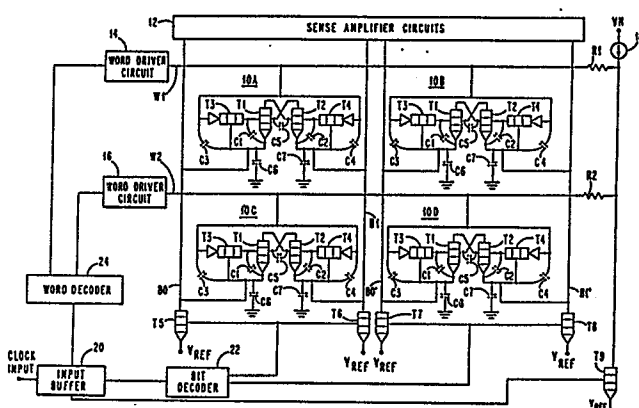 12
SENSE AMPLIFIER CIRCUITS
VN
14
WORD DRIVER CIRCUIT
W1
R1
10A
T3 T1 T2 T4
C3 C1 C5 C2 C4
C7 C6
10B
T3 T1 T2 T4
C3 C1 C5 C2 C4
C7 C6
16
WORD DRIVER CIRCUIT
W2
R2
10C
T3 T1 T2 T4
C3 C1 C5 C2 C4
C7 C6
10D
T3 T1 T2 T4
C3 C1 C5 C2 C4
C7 C6
B0
B1
B0'
B1'
24
WORD DECODER
T5
T6
T7
T8
VREF
VREF
VREF
VREF
CLOCK INPUT
20
INPUT BUFFER
22
BIT DECODER
T9